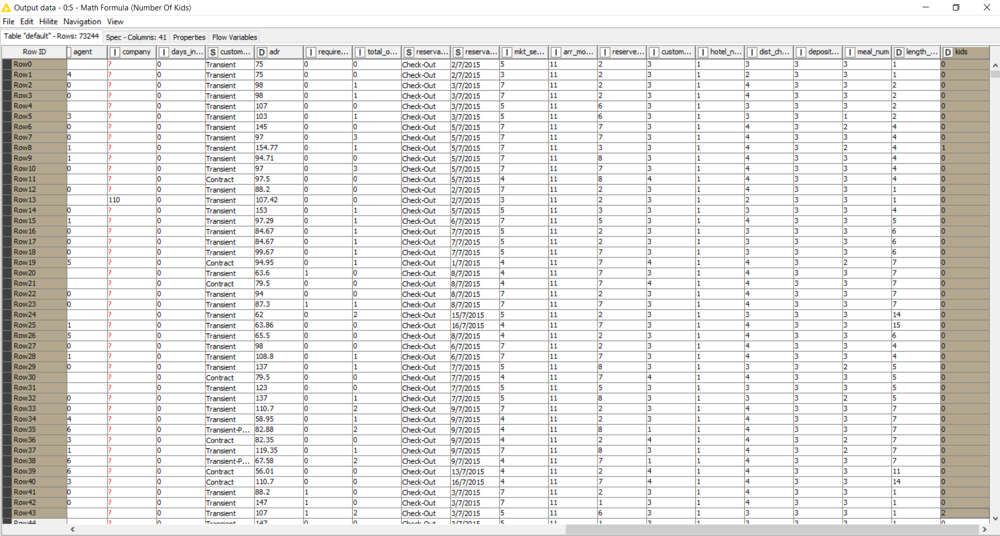 Output data - 0:5 - Math Formula (Number Of Kids)
File Edit Hilite Navigation View
Table "default" - Rows: 73244 Spec - Columns: 41 Properties Flow Variables
Row ID agent I company I days_in... S custom... D adr I require... I total_o... S reserva... S reserva... I mkt_se... I arr_mo... I reserve... I custom... I hotel_n... I dist_ch... I deposit... I meal_num D length_... D kids
Row0 ? 0 Transient 75 0 0 Check-Out 2/7/2015 5 11 2 3 1 3 3 3 1 0
Row1 4 ? 0 Transient 75 0 0 Check-Out 2/7/2015 3 11 2 3 1 2 3 3 1 0
Row2 0 ? 0 Transient 98 0 1 Check-Out 3/7/2015 7 11 2 3 1 4 3 3 2 0
Row3 0 ? 0 Transient 98 0 1 Check-Out 3/7/2015 7 11 2 3 1 4 3 3 2 0
Row4 ? 0 Transient 107 0 0 Check-Out 3/7/2015 5 11 6 3 1 3 3 3 2 0
Row5 3 ? 0 Transient 103 0 1 Check-Out 3/7/2015 5 11 6 3 1 3 3 1 2 0
Row6 0 ? 0 Transient 145 0 0 Check-Out 5/7/2015 7 11 7 3 1 4 3 2 4 0
Row7 0 ? 0 Transient 97 0 3 Check-Out 5/7/2015 7 11 7 3 1 4 3 3 4 0
Row8 1 ? 0 Transient 154.77 0 1 Check-Out 5/7/2015 7 11 3 3 1 4 3 2 4 1
Row9 1 ? 0 Transient 94.71 0 0 Check-Out 5/7/2015 7 11 8 3 1 4 3 3 4 0
Row10 0 ? 0 Transient 97 0 3 Check-Out 5/7/2015 7 11 7 3 1 4 3 3 4 0
Row11 ? 0 Contract 97.5 0 0 Check-Out 5/7/2015 4 11 8 4 1 4 3 3 4 0
Row12 0 ? 0 Transient 88.2 0 0 Check-Out 2/7/2015 7 11 2 3 1 4 3 3 1 0
Row13 110 0 Transient 107.42 0 0 Check-Out 2/7/2015 3 11 2 3 1 2 3 3 1 0
Row14 0 ? 0 Transient 153 0 1 Check-Out 5/7/2015 5 11 3 3 1 3 3 3 4 0
Row15 1 ? 0 Transient 97.29 0 1 Check-Out 6/7/2015 7 11 5 3 1 4 3 3 5 0
Row16 0 ? 0 Transient 84.67 0 1 Check-Out 7/7/2015 5 11 2 3 1 3 3 3 6 0
Row17 0 ? 0 Transient 84.67 0 1 Check-Out 7/7/2015 5 11 2 3 1 3 3 3 6 0
Row18 0 ? 0 Transient 99.67 0 1 Check-Out 7/7/2015 5 11 7 3 1 3 3 3 6 0
Row19 5 ? 0 Contract 94.95 0 1 Check-Out 1/7/2015 4 11 7 4 1 4 3 2 7 0
Row20 ? 0 Transient 63.6 1 0 Check-Out 8/7/2015 4 11 7 3 1 4 3 3 7 0
Row21 ? 0 Contract 79.5 0 0 Check-Out 8/7/2015 4 11 7 4 1 4 3 3 7 0
Row22 0 ? 0 Transient 94 0 0 Check-Out 8/7/2015 7 11 2 3 1 4 3 3 7 0
Row23 0 ? 0 Transient 87.3 1 1 Check-Out 8/7/2015 7 11 7 3 1 4 3 3 7 0
Row24 ? 0 Transient 62 0 2 Check-Out 15/7/2015 5 11 2 3 1 3 3 3 14 0
Row25 1 ? 0 Transient 63.86 0 0 Check-Out 16/7/2015 4 11 7 3 1 4 3 3 15 0
Row26 5 ? 0 Transient 65.5 0 0 Check-Out 8/7/2015 4 11 2 3 1 4 3 3 6 0
Row27 0 ? 0 Transient 98 0 0 Check-Out 6/7/2015 7 11 2 3 1 4 3 3 4 0
Row28 1 ? 0 Transient 108.8 0 1 Check-Out 6/7/2015 7 11 7 3 1 4 3 3 4 0
Row29 0 ? 0 Transient 137 0 1 Check-Out 7/7/2015 5 11 8 3 1 3 3 2 5 0
Row30 ? 0 Contract 79.5 0 0 Check-Out 7/7/2015 4 11 7 4 1 4 3 3 5 0
Row31 ? 0 Transient 123 0 0 Check-Out 7/7/2015 5 11 5 3 1 3 3 3 5 0
Row32 0 ? 0 Transient 137 0 1 Check-Out 7/7/2015 5 11 8 3 1 3 3 2 5 0
Row33 0 ? 0 Transient 110.7 0 2 Check-Out 9/7/2015 7 11 2 3 1 4 3 3 7 0
Row34 4 ? 0 Transient 58.95 0 1 Check-Out 9/7/2015 4 11 2 3 1 4 3 3 7 0
Row35 6 ? 0 Transient-P... 82.88 0 2 Check-Out 9/7/2015 4 11 8 1 1 4 3 3 7 0
Row36 3 ? 0 Contract 82.35 0 0 Check-Out 9/7/2015 4 11 2 4 1 4 3 2 7 0
Row37 1 ? 0 Transient 119.35 0 1 Check-Out 9/7/2015 7 11 8 3 1 4 3 2 7 0
Row38 6 ? 0 Transient-P... 67.58 0 2 Check-Out 9/7/2015 4 11 7 1 1 4 3 3 7 0
Row39 6 ? 0 Contract 56.01 0 0 Check-Out 13/7/2015 4 11 2 4 1 4 3 3 11 0
Row40 3 ? 0 Contract 110.7 0 0 Check-Out 16/7/2015 4 11 7 4 1 4 3 3 14 0
Row41 0 ? 0 Transient 88.2 1 0 Check-Out 3/7/2015 7 11 2 3 1 4 3 3 1 0
Row42 0 ? 0 Transient 147 1 0 Check-Out 3/7/2015 7 11 1 3 1 4 3 3 1 0
Row43 ? 0 Transient 107 1 2 Check-Out 3/7/2015 5 11 6 3 1 3 3 3 1 2
Row44 ? 0 Transient 147 0 0 Check-Out 3/7/2015 5 11 1 3 1 3 3 3 1 0